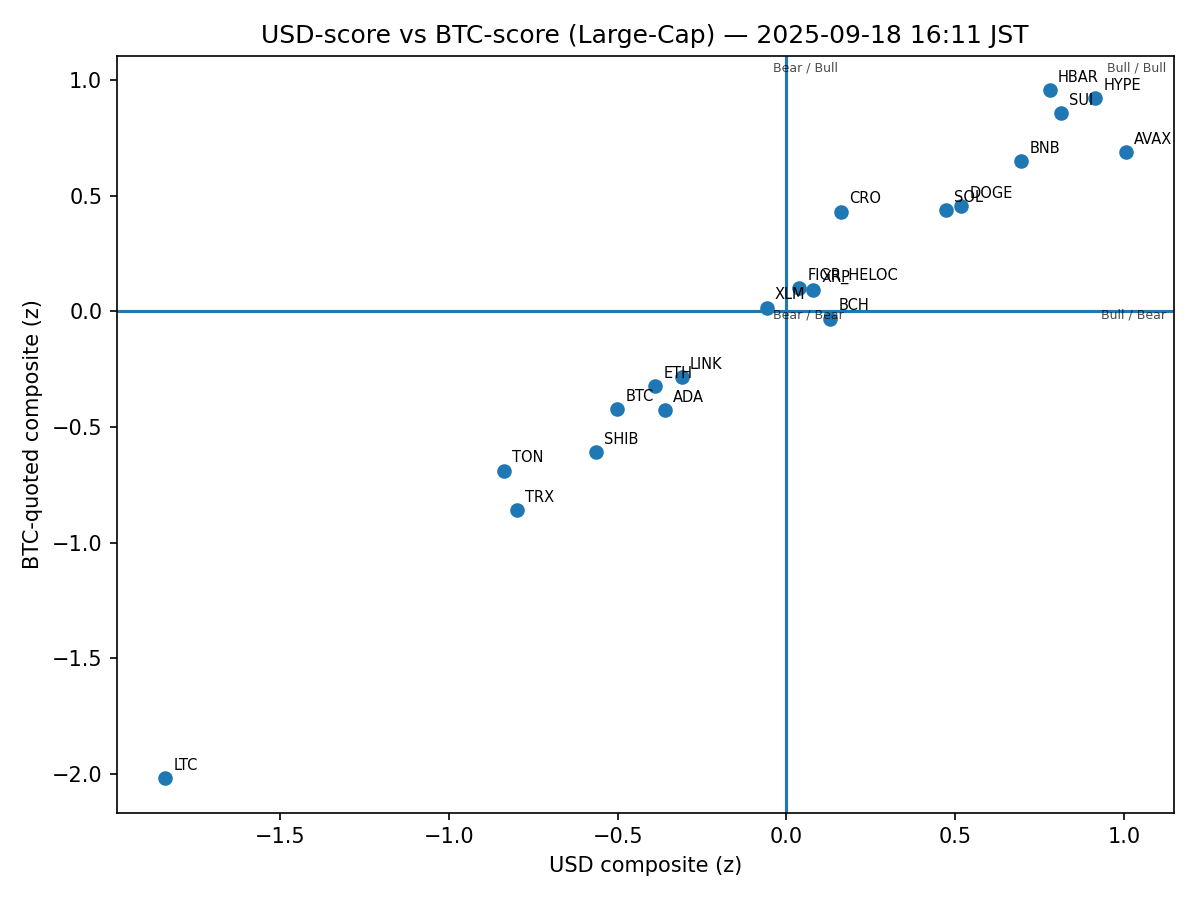 USD-score vs BTC-score (Large-Cap) — 2025-09-18 16:11 JST
Bear / Bull
Bull / Bull
HBAR
HYPE
SUI
AVAX
BNB
DOGE
SOL
CRO
FIGR_HELOC
XRP
XLM
BCH
Bear / Bear
Bull / Bear
LINK
ETH
BTC
ADA
SHIB
TON
TRX
LTC
1.0
0.5
0.0
−0.5
−1.0
−1.5
−2.0
BTC-quoted composite (z)
−1.5
−1.0
−0.5
0.0
0.5
1.0
USD composite (z)